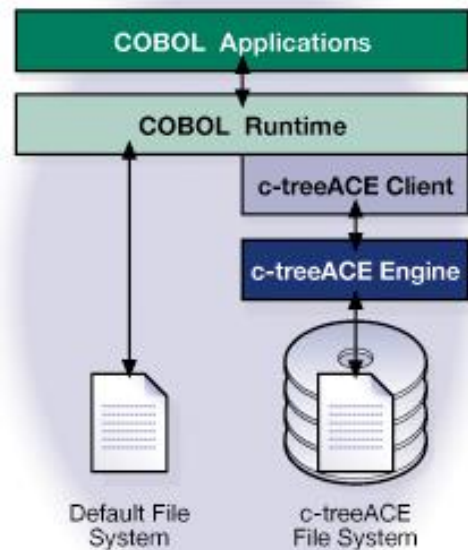 COBOL Applications
COBOL Runtime
c-treeACE Client
c-treeACE Engine
Default File
System
c-treeACE
File System